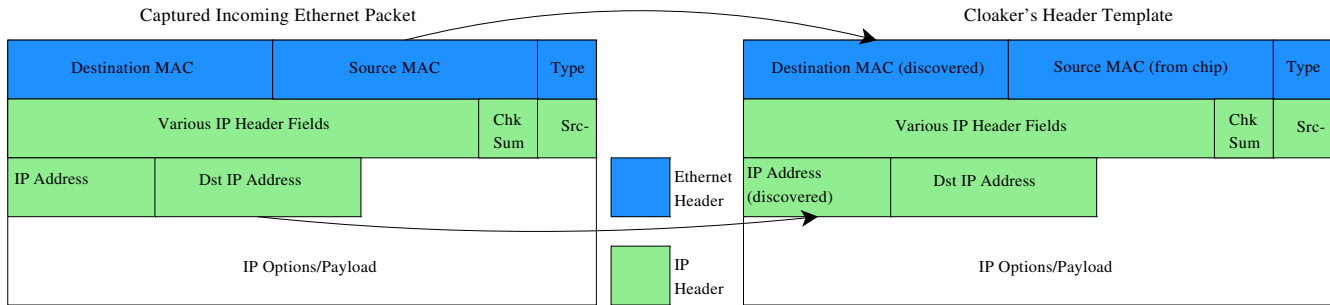 Captured Incoming Ethernet Packet
Destination MAC
Source MAC
Type
Various IP Header Fields
Chk
Sum
Src-
IP Address
Dst IP Address
IP Options/Payload
Ethernet
Header
IP
Header
Cloaker's Header Template
Destination MAC (discovered)
Source MAC (from chip)
Type
Various IP Header Fields
Chk
Sum
Src-
IP Address
(discovered)
Dst IP Address
IP Options/Payload